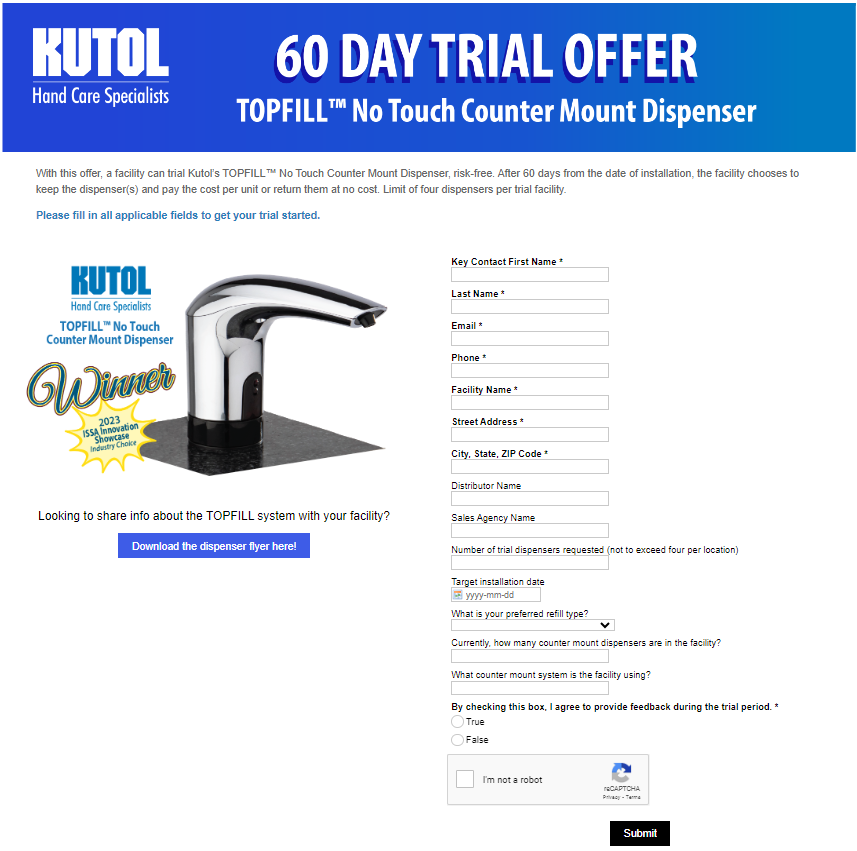 KUTOL
Hand Care Specialists
60 DAY TRIAL OFFER
TOPFILL™ No Touch Counter Mount Dispenser
With this offer, a facility can trial Kutol's TOPFILL™ No Touch Counter Mount Dispenser, risk-free. After 60 days from the date of installation, the facility chooses to
keep the dispenser(s) and pay the cost per unit or return them at no cost. Limit of four dispensers per trial facility.
Please fill in all applicable fields to get your trial started.
KUTOL
Hand Care Specialists
TOPFILL™ No Touch
Counter Mount Dispenser
Winner
2023
ISSA Innovation
Showcase
Industry Choice
Looking to share info about the TOPFILL system with your facility?
Download the dispenser flyer here!
Key Contact First Name *
Last Name *
Email *
Phone *
Facility Name *
Street Address *
City, State, ZIP Code *
Distributor Name
Sales Agency Name
Number of trial dispensers requested (not to exceed four per location)
Target installation date
yyyy-mm-dd
What is your preferred refill type?
Currently, how many counter mount dispensers are in the facility?
What counter mount system is the facility using?
By checking this box, I agree to provide feedback during the trial period. *
True
False
I'm not a robot
reCAPTCHA
Privacy - Terms
Submit